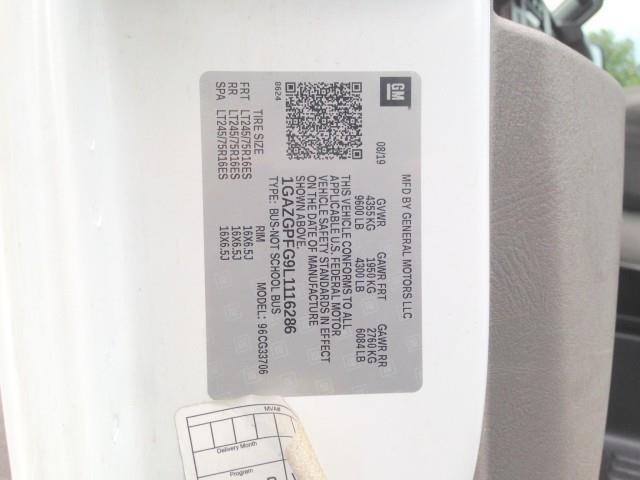 GM
MFD BY GENERAL MOTORS LLC
08/19 GVWR GAWR FRT GAWR RR
4355 KG 1950 KG 2760 KG
9600 LB 4300 LB 6084 LB
THIS VEHICLE CONFORMS TO ALL
APPLICABLE U.S. FEDERAL MOTOR
VEHICLE SAFETY STANDARDS IN EFFECT
ON THE DATE OF MANUFACTURE
SHOWN ABOVE.
1GAZGPFG9L1116286
TYPE: BUS-NOT SCHOOL BUS
8624 MODEL: 96CG33706
TIRE SIZE RIM
FRT LT245/75R16ES 16X6.5J
RR LT245/75R16ES 16X6.5J
SPA LT245/75R16ES 16X6.5J
MVA#
Delivery Month
Program